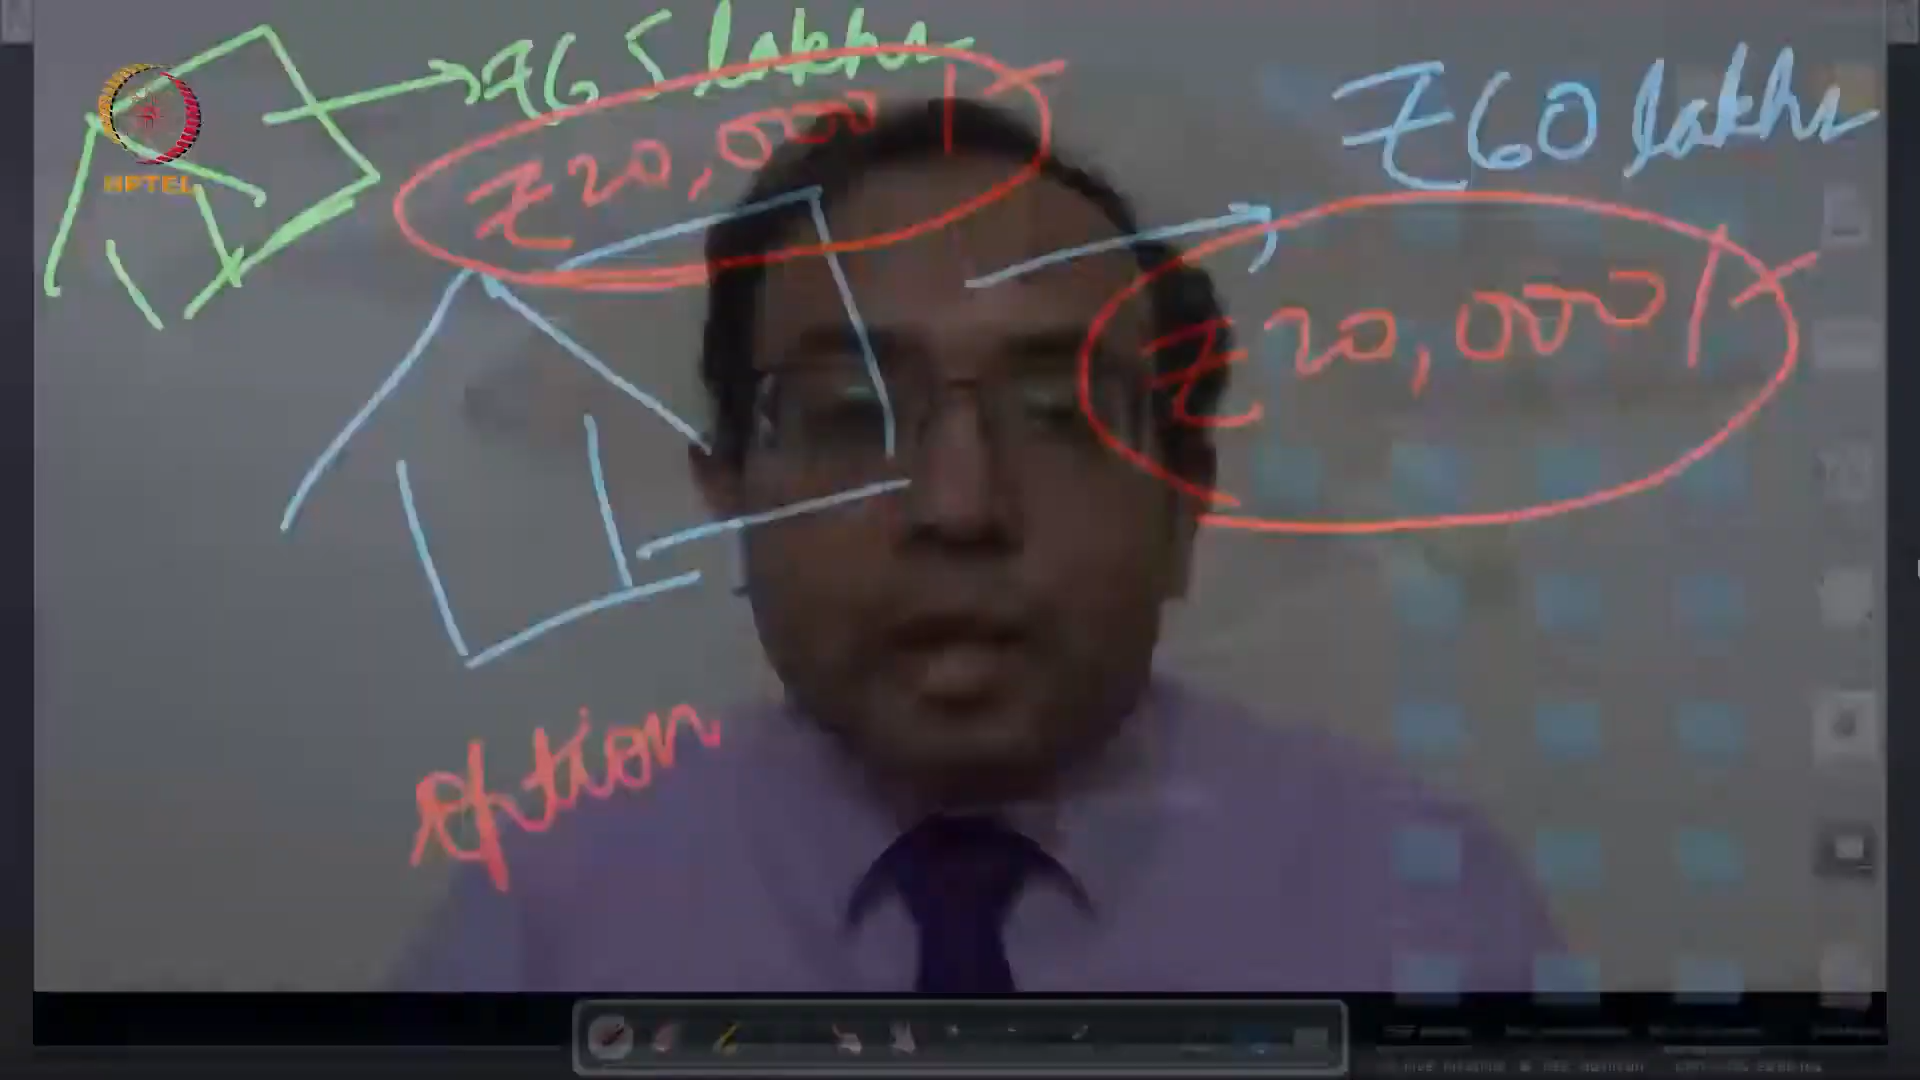 ₹65 lakhs
₹60 lakhs
₹20,000/-
NPTEL
₹20,000/-
option